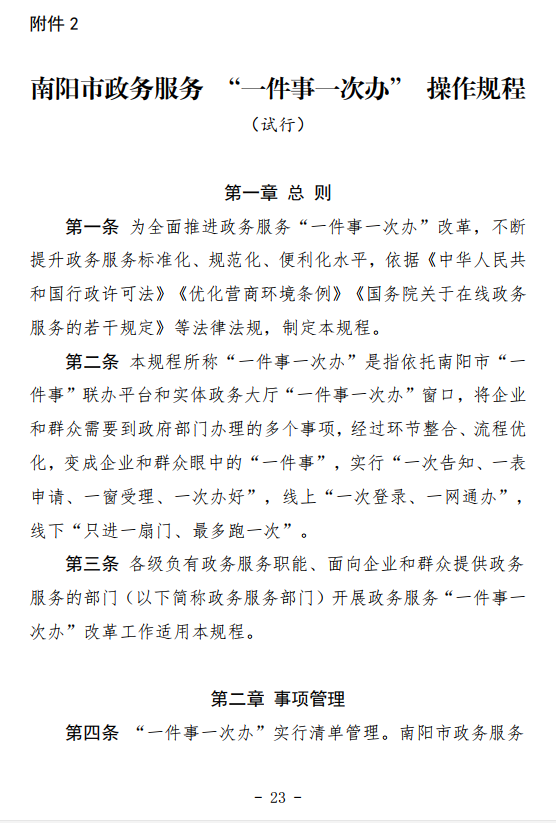 附件 2
南阳市政务服务 “一件事一次办” 操作规程
（试行）
第一章 总 则
第一条 为全面推进政务服务“一件事一次办”改革，不断
提升政务服务标准化、规范化、便利化水平，依据《中华人民共
和国行政许可法》《优化营商环境条例》《国务院关于在线政务
服务的若干规定》等法律法规，制定本规程。
第二条 本规程所称“一件事一次办”是指依托南阳市“一
件事”联办平台和实体政务大厅“一件事一次办”窗口，将企业
和群众需要到政府部门办理的多个事项，经过环节整合、流程优
化，变成企业和群众眼中的“一件事”，实行“一次告知、一表
申请、一窗受理、一次办好”，线上“一次登录、一网通办”，
线下“只进一扇门、最多跑一次”。
第三条 各级负有政务服务职能、面向企业和群众提供政务
服务的部门（以下简称政务服务部门）开展政务服务“一件事一
次办”改革工作适用本规程。
第二章 事项管理
第四条 “一件事一次办”实行清单管理。南阳市政务服务
- 23 -